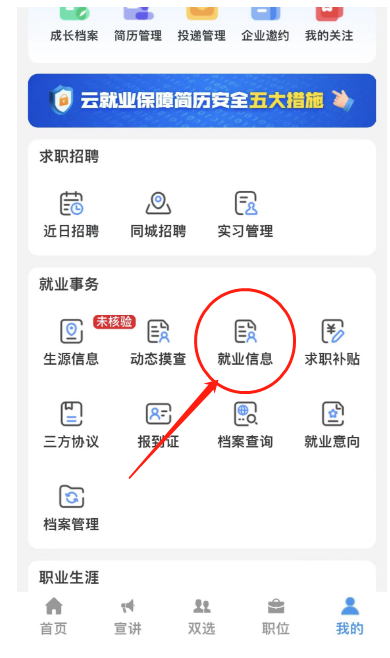 成长档案 简历管理 投递管理 企业邀约 我的关注
云就业保障简历安全五大措施
求职招聘
近日招聘 同城招聘 实习管理
就业事务
未核验
生源信息 动态摸查 就业信息 求职补贴
三方协议 报到证 档案查询 就业意向
档案管理
职业生涯
首页 宣讲 双选 职位 我的